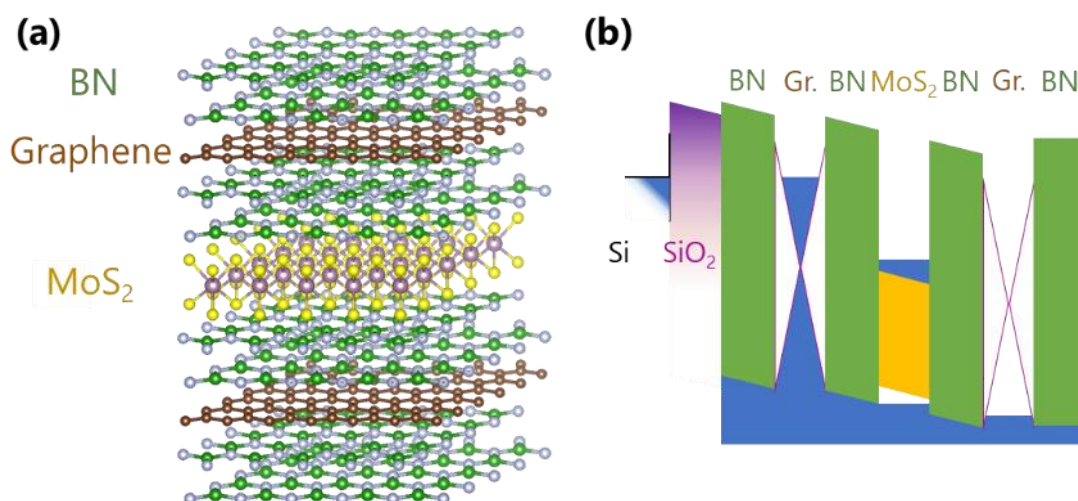 (a)
BN
Graphene
MoS₂
(b)
BN Gr. BN MoS₂ BN Gr. BN
Si SiO₂